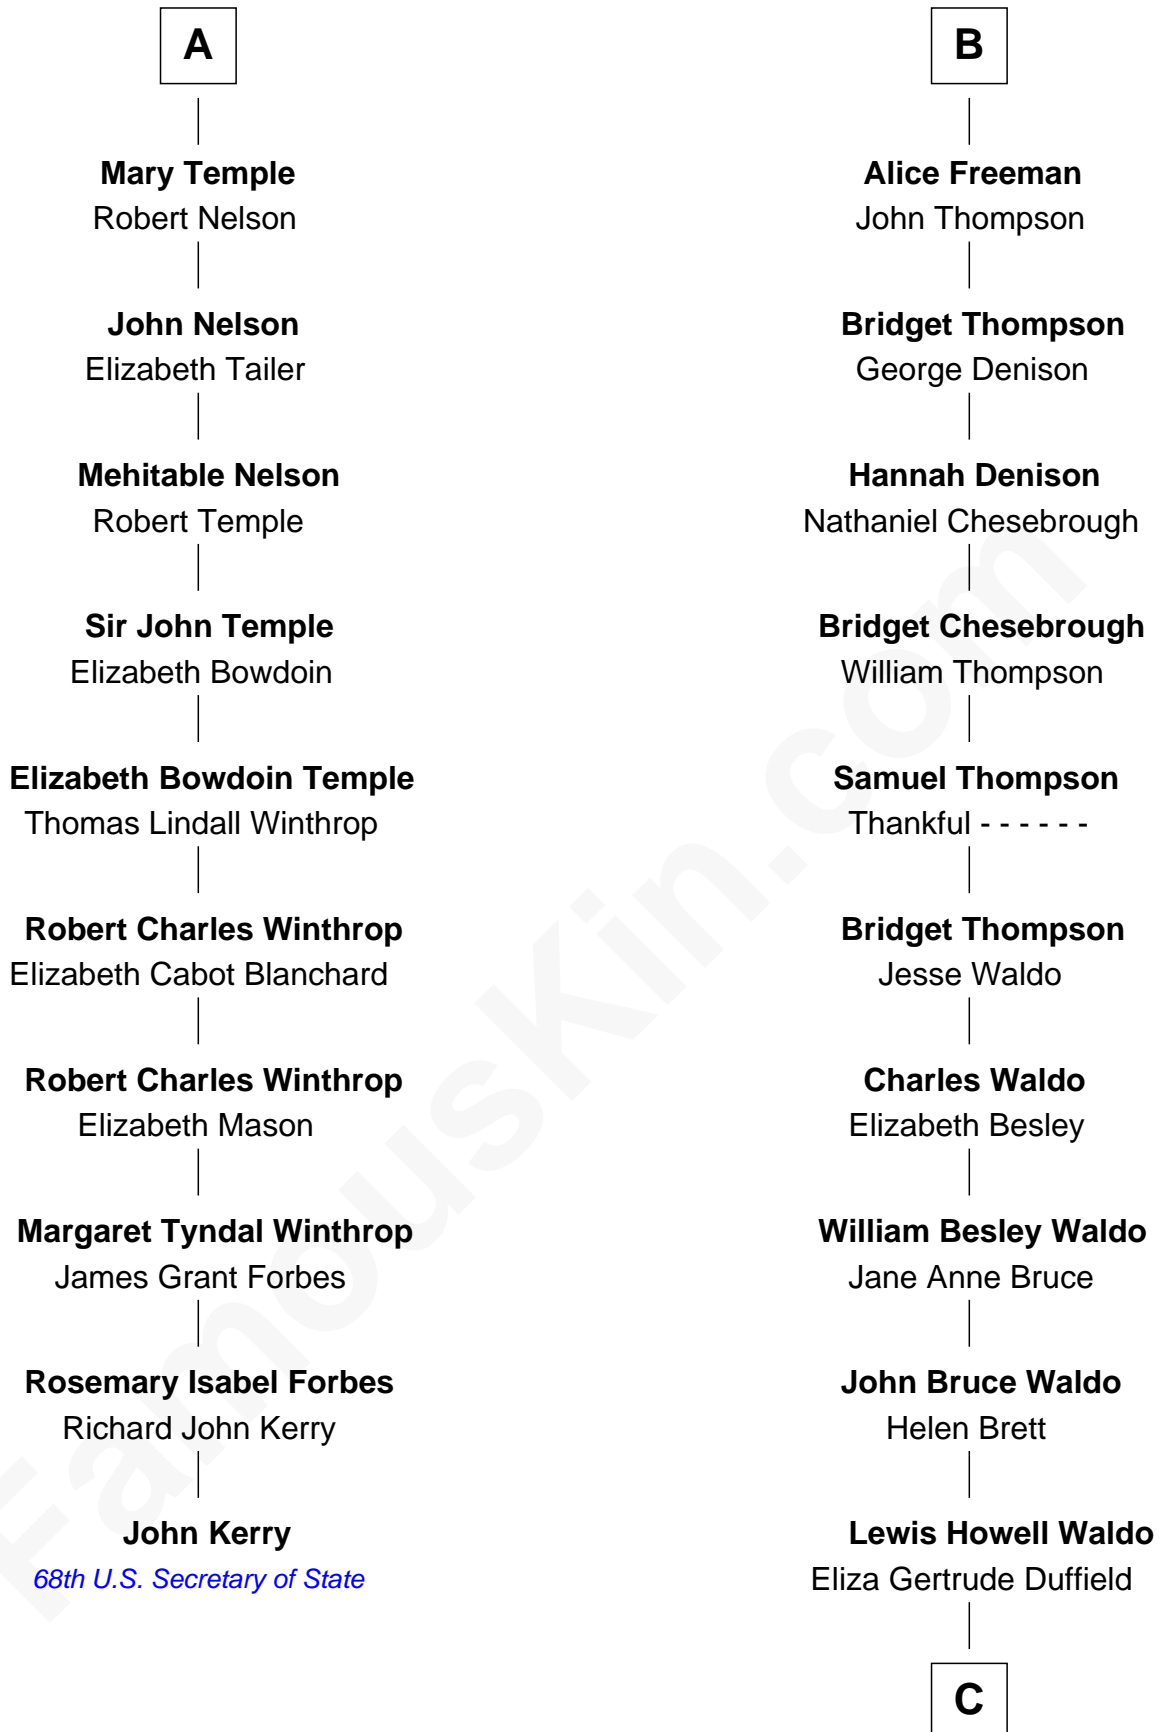 A
Mary Temple
Robert Nelson
John Nelson
Elizabeth Tailer
Mehitable Nelson
Robert Temple
Sir John Temple
Elizabeth Bowdoin
Elizabeth Bowdoin Temple
Thomas Lindall Winthrop
Robert Charles Winthrop
Elizabeth Cabot Blanchard
Robert Charles Winthrop
Elizabeth Mason
Margaret Tyndal Winthrop
James Grant Forbes
Rosemary Isabel Forbes
Richard John Kerry
John Kerry
68th U.S. Secretary of State
B
Alice Freeman
John Thompson
Bridget Thompson
George Denison
Hannah Denison
Nathaniel Chesebrough
Bridget Chesebrough
William Thompson
Samuel Thompson
Thankful - - - - - -
Bridget Thompson
Jesse Waldo
Charles Waldo
Elizabeth Besley
William Besley Waldo
Jane Anne Bruce
John Bruce Waldo
Helen Brett
Lewis Howell Waldo
Eliza Gertrude Duffield
C
FamousKin.com